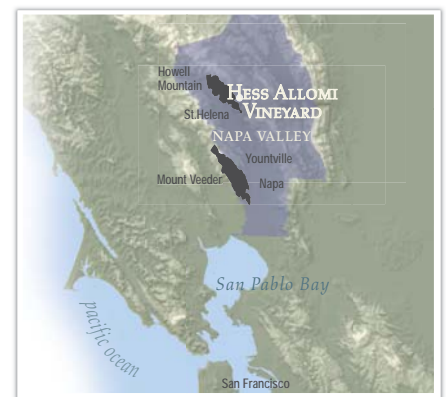 Howell
Mountain
HESS ALLOMI
VINEYARD
St.Helena
NAPA VALLEY
Yountville
Mount Veeder
Napa
San Pablo Bay
pacific ocean
San Francisco